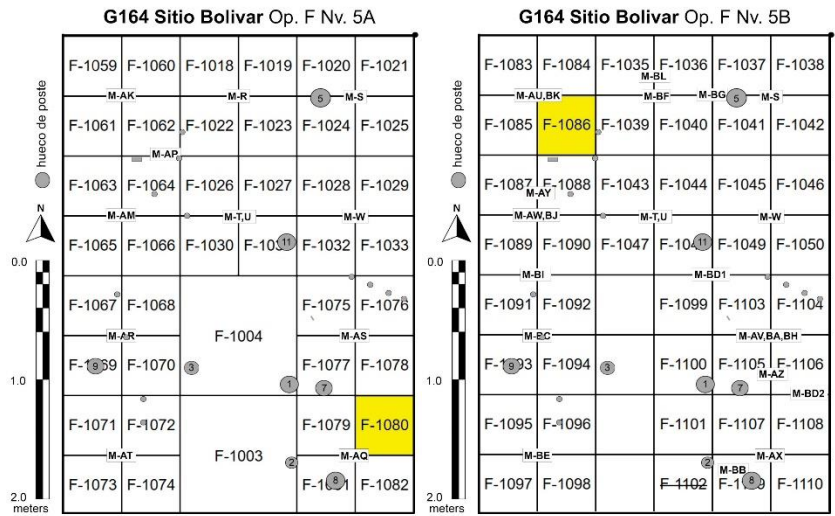 G164 Sitio Bolivar Op. F Nv. 5A
hueco de poste
N
0.0
1.0
2.0
meters
F-1059 F-1060 F-1018 F-1019 F-1020 F-1021
M-AK M-R 5 M-S
F-1061 F-1062 F-1022 F-1023 F-1024 F-1025
M-AP
F-1063 F-1064 F-1026 F-1027 F-1028 F-1029
M-AM M-T,U M-W
F-1065 F-1066 F-1030 11 F-1032 F-1033
F-1067 F-1068 F-1075 F-1076
M-AR F-1004 M-AS
9 F-1070 3 F-1077 F-1078
1 7
F-1071 F-1072 F-1079 F-1080
M-AT F-1003 2 M-AQ
F-1073 F-1074 8 F-1082
G164 Sitio Bolivar Op. F Nv. 5B
hueco de poste
N
0.0
1.0
2.0
meters
F-1083 F-1084 F-1035 F-1036 F-1037 F-1038
M-BL
M-AU,BK M-BF M-BG 5 M-S
F-1085 F-1086 F-1039 F-1040 F-1041 F-1042
F-1087 F-1088 F-1043 F-1044 F-1045 F-1046
M-AY
M-AW,BJ M-T,U M-W
F-1089 F-1090 F-1047 11 F-1049 F-1050
M-BI M-BD1
F-1091 F-1092 F-1099 F-1103 F-1104
M-BC M-AV,BA,BH
9 F-1094 3 F-1100 F-1105 F-1106
M-AZ
1 7 M-BD2
F-1095 F-1096 F-1101 F-1107 F-1108
M-BE 2 M-AX
M-BB
F-1097 F-1098 F-1102 8 F-1110